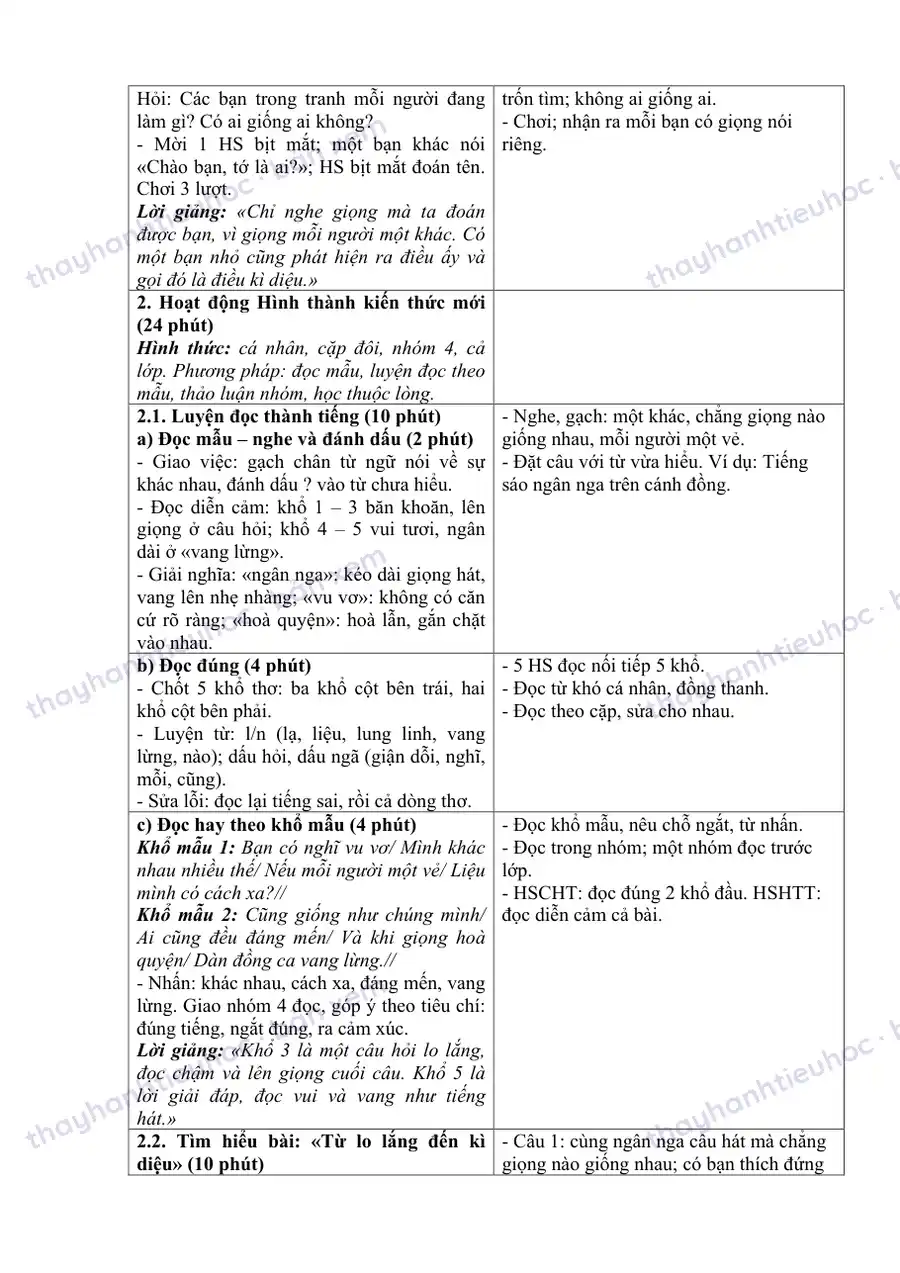 Hỏi: Các bạn trong tranh mỗi người đang
làm gì? Có ai giống ai không?
- Mời 1 HS bịt mắt; một bạn khác nói
«Chào bạn, tớ là ai?»; HS bịt mắt đoán tên.
Chơi 3 lượt.
Lời giảng: «Chỉ nghe giọng mà ta đoán
được bạn, vì giọng mỗi người một khác. Có
một bạn nhỏ cũng phát hiện ra điều ấy và
gọi đó là điều kì diệu.»
trốn tìm; không ai giống ai.
- Chơi; nhận ra mỗi bạn có giọng nói
riêng.
2. Hoạt động Hình thành kiến thức mới
(24 phút)
Hình thức: cá nhân, cặp đôi, nhóm 4, cả
lớp. Phương pháp: đọc mẫu, luyện đọc theo
mẫu, thảo luận nhóm, học thuộc lòng.
2.1. Luyện đọc thành tiếng (10 phút)
a) Đọc mẫu – nghe và đánh dấu (2 phút)
- Giao việc: gạch chân từ ngữ nói về sự
khác nhau, đánh dấu ? vào từ chưa hiểu.
- Đọc diễn cảm: khổ 1 – 3 băn khoăn, lên
giọng ở câu hỏi; khổ 4 – 5 vui tươi, ngân
dài ở «vang lừng».
- Giải nghĩa: «ngân nga»: kéo dài giọng hát,
vang lên nhẹ nhàng; «vu vơ»: không có căn
cứ rõ ràng; «hoà quyện»: hoà lẫn, gắn chặt
vào nhau.
- Nghe, gạch: một khác, chẳng giọng nào
giống nhau, mỗi người một vẻ.
- Đặt câu với từ vừa hiểu. Ví dụ: Tiếng
sáo ngân nga trên cánh đồng.
b) Đọc đúng (4 phút)
- Chốt 5 khổ thơ: ba khổ cột bên trái, hai
khổ cột bên phải.
- Luyện từ: l/n (lạ, liệu, lung linh, vang
lừng, nào); dấu hỏi, dấu ngã (giận dỗi, nghĩ,
mỗi, cũng).
- Sửa lỗi: đọc lại tiếng sai, rồi cả dòng thơ.
- 5 HS đọc nối tiếp 5 khổ.
- Đọc từ khó cá nhân, đồng thanh.
- Đọc theo cặp, sửa cho nhau.
c) Đọc hay theo khổ mẫu (4 phút)
Khổ mẫu 1: Bạn có nghĩ vu vơ/ Mình khác
nhau nhiều thế/ Nếu mỗi người một vẻ/ Liệu
mình có cách xa?//
Khổ mẫu 2: Cũng giống như chúng mình/
Ai cũng đều đáng mến/ Và khi giọng hoà
quyện/ Dàn đồng ca vang lừng.//
- Nhấn: khác nhau, cách xa, đáng mến, vang
lừng. Giao nhóm 4 đọc, góp ý theo tiêu chí:
đúng tiếng, ngắt đúng, ra cảm xúc.
Lời giảng: «Khổ 3 là một câu hỏi lo lắng,
đọc chậm và lên giọng cuối câu. Khổ 5 là
lời giải đáp, đọc vui và vang như tiếng
hát.»
- Đọc khổ mẫu, nêu chỗ ngắt, từ nhấn.
- Đọc trong nhóm; một nhóm đọc trước
lớp.
- HSCHT: đọc đúng 2 khổ đầu. HSHTT:
đọc diễn cảm cả bài.
2.2. Tìm hiểu bài: «Từ lo lắng đến kì
diệu» (10 phút)
- Câu 1: cùng ngân nga câu hát mà chẳng
giọng nào giống nhau; có bạn thích đứng
thayhanhtieuhoc · bản xem
thayhanhtieuhoc · b
thayhanhtieuhoc · bản xem
thayhanhtieuhoc · b
thayhanhtieuhoc · bản xem
thayhanhtieuhoc · b